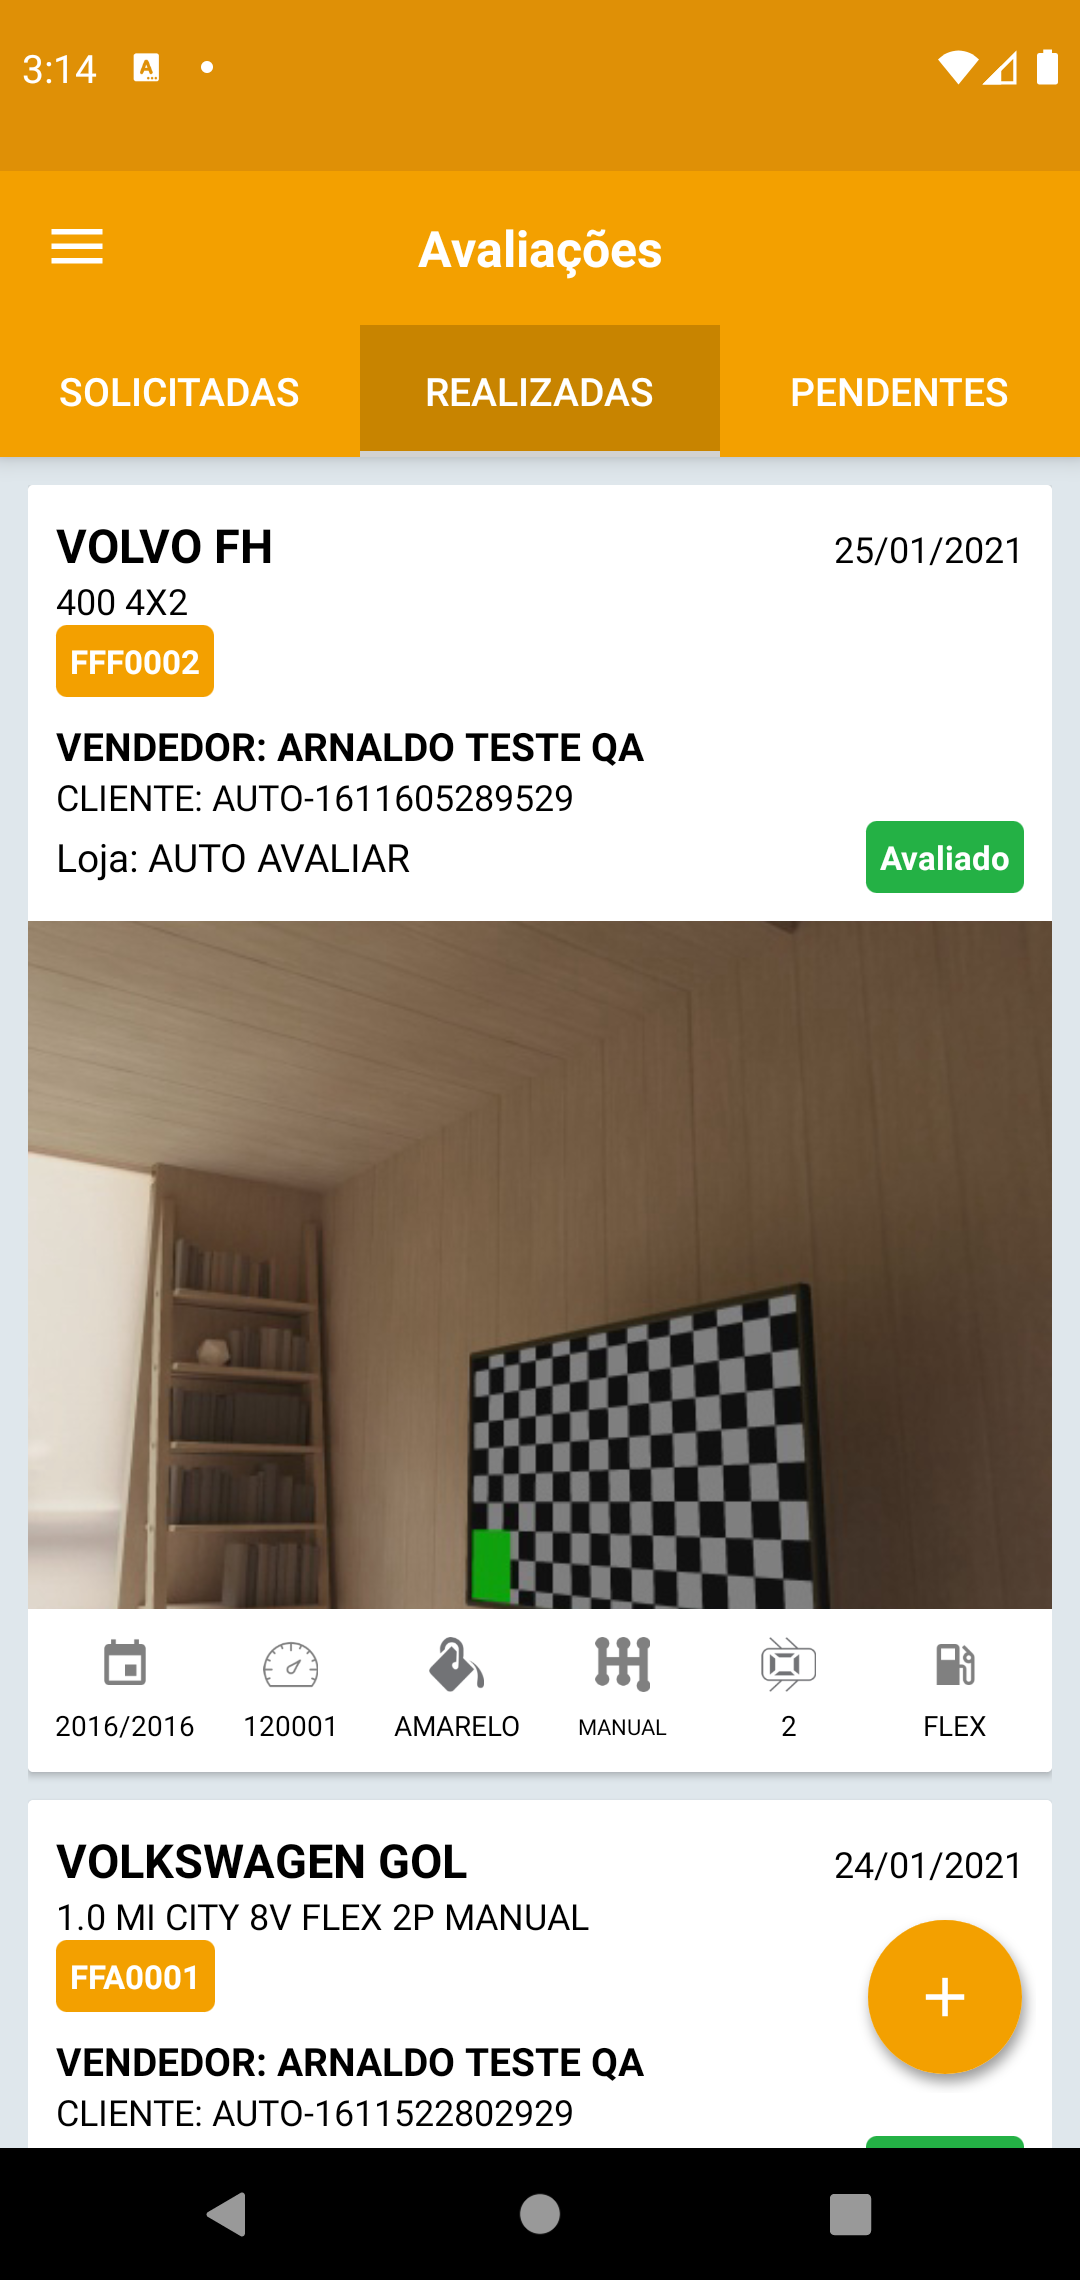 3:14
Avaliações
SOLICITADAS REALIZADAS PENDENTES
VOLVO FH 25/01/2021
400 4X2
FFF0002
VENDEDOR: ARNALDO TESTE QA
CLIENTE: AUTO-1611605289529
Loja: AUTO AVALIAR Avaliado
2016/2016 120001 AMARELO MANUAL 2 FLEX
VOLKSWAGEN GOL 24/01/2021
1.0 MI CITY 8V FLEX 2P MANUAL
FFA0001
VENDEDOR: ARNALDO TESTE QA
CLIENTE: AUTO-1611522802929